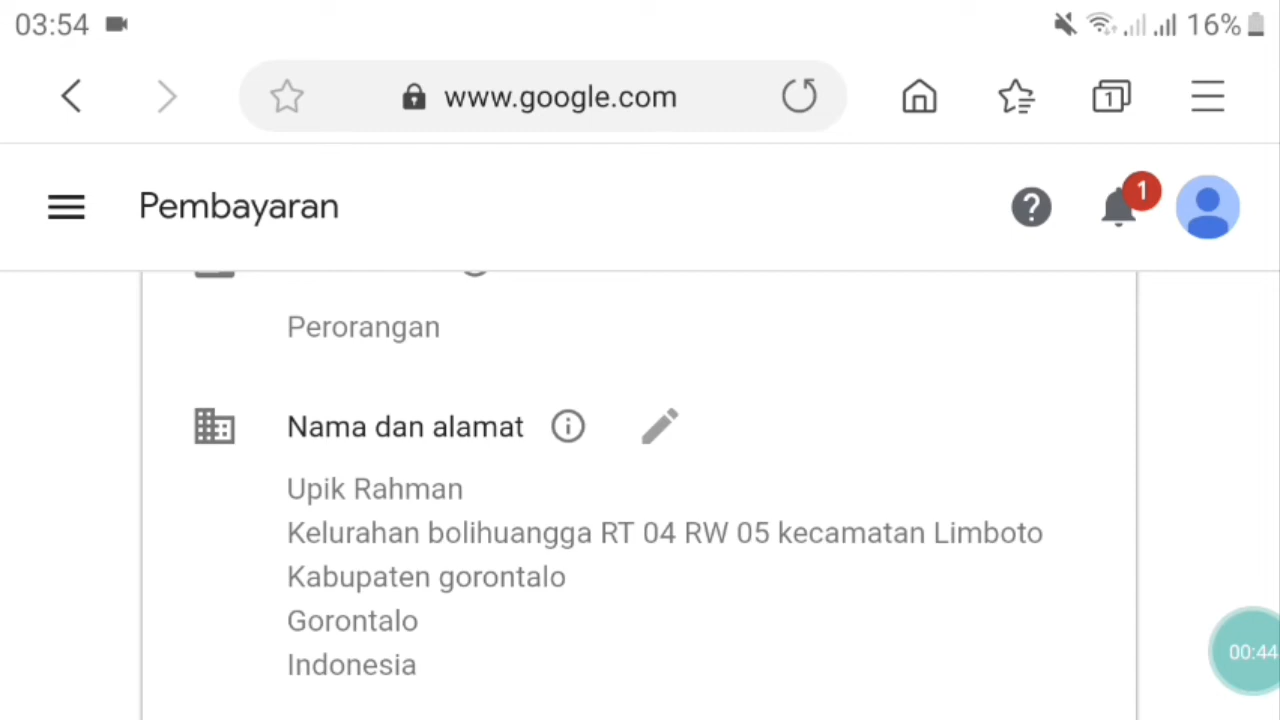 03:54
16%
www.google.com
1
Pembayaran
?
1
Perorangan
Nama dan alamat
Upik Rahman
Kelurahan bolihuangga RT 04 RW 05 kecamatan Limboto
Kabupaten gorontalo
Gorontalo
Indonesia
00:44